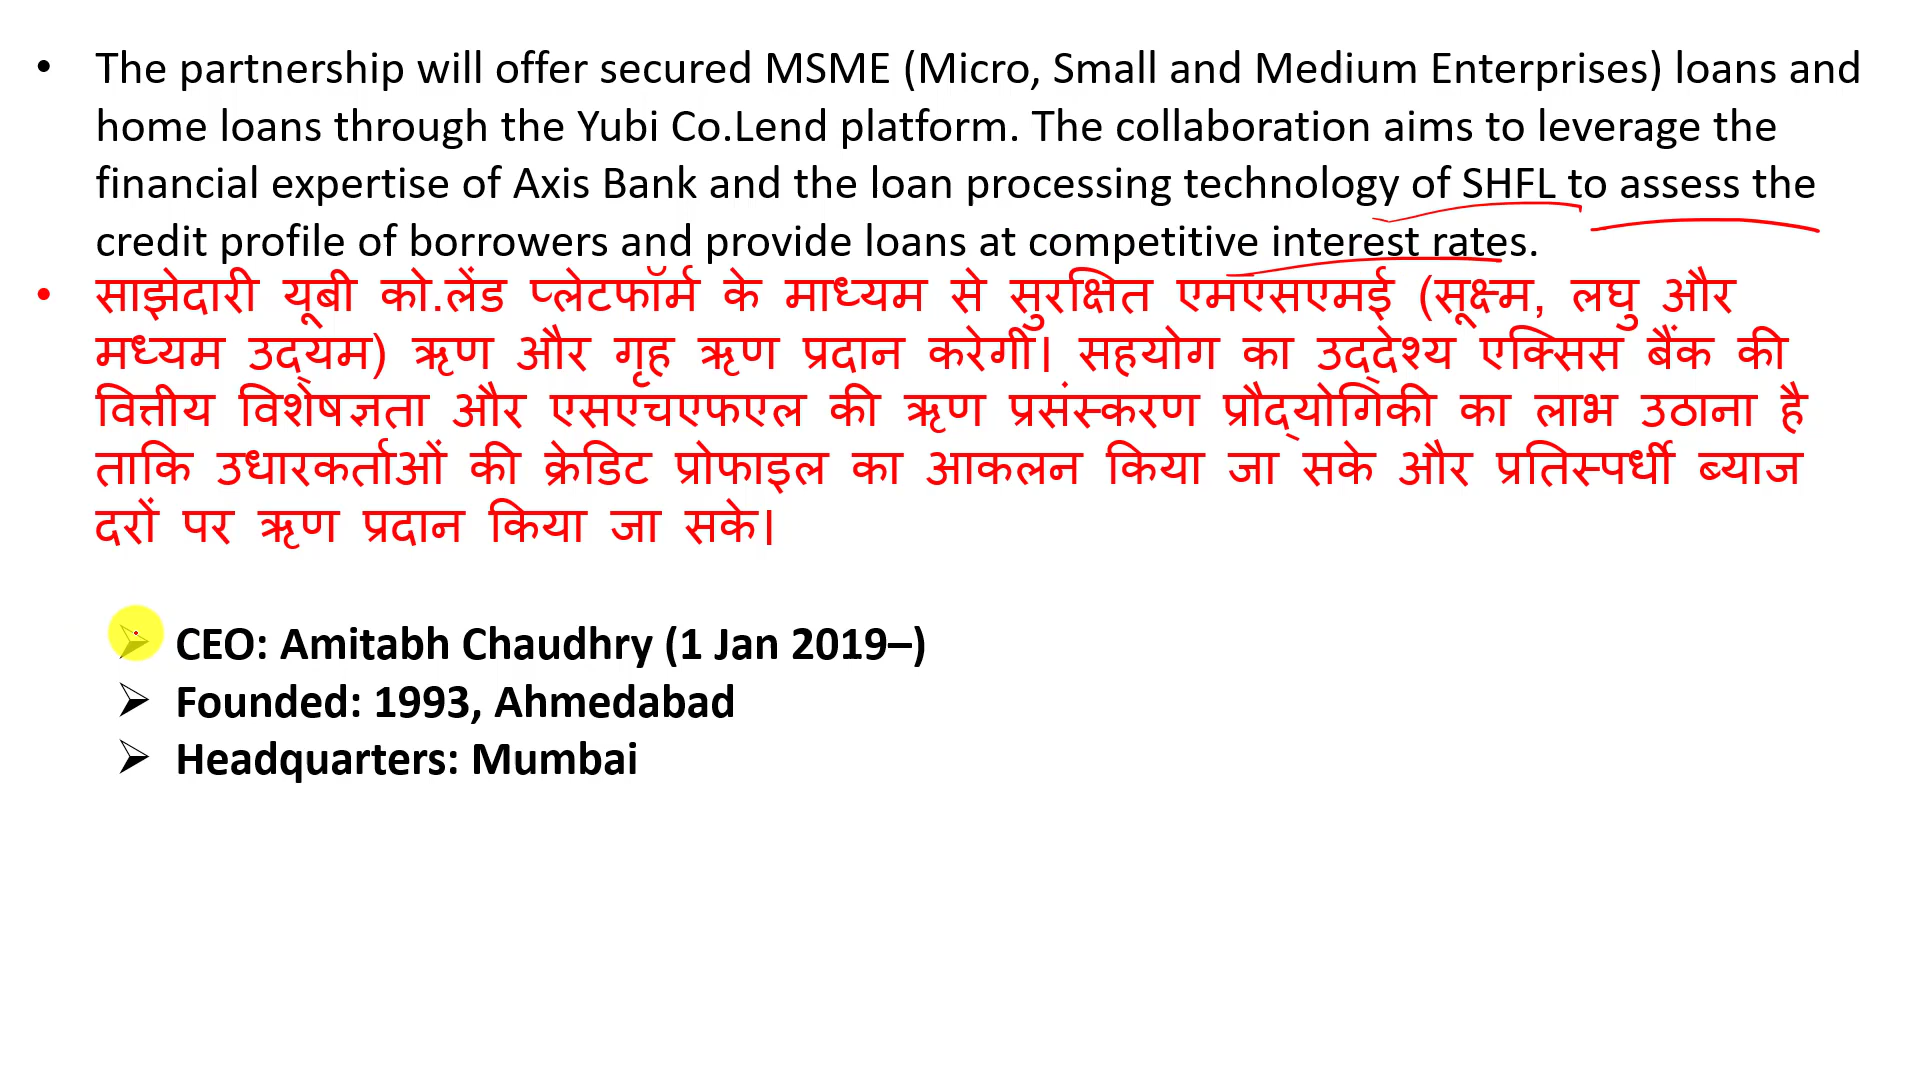 • The partnership will offer secured MSME (Micro, Small and Medium Enterprises) loans and
home loans through the Yubi Co.Lend platform. The collaboration aims to leverage the
financial expertise of Axis Bank and the loan processing technology of SHFL to assess the
credit profile of borrowers and provide loans at competitive interest rates.
• साझेदारी यूबी को.लेंड प्लेटफॉर्म के माध्यम से सुरक्षित एमएसएमई (सूक्ष्म, लघु और
मध्यम उद्यम) ऋण और गृह ऋण प्रदान करेगी। सहयोग का उद्देश्य एक्सिस बैंक की
वित्तीय विशेषज्ञता और एसएचएफएल की ऋण प्रसंस्करण प्रौद्योगिकी का लाभ उठाना है
ताकि उधारकर्ताओं की क्रेडिट प्रोफाइल का आकलन किया जा सके और प्रतिस्पर्धी ब्याज
दरों पर ऋण प्रदान किया जा सके।
➢ CEO: Amitabh Chaudhry (1 Jan 2019–)
➢ Founded: 1993, Ahmedabad
➢ Headquarters: Mumbai